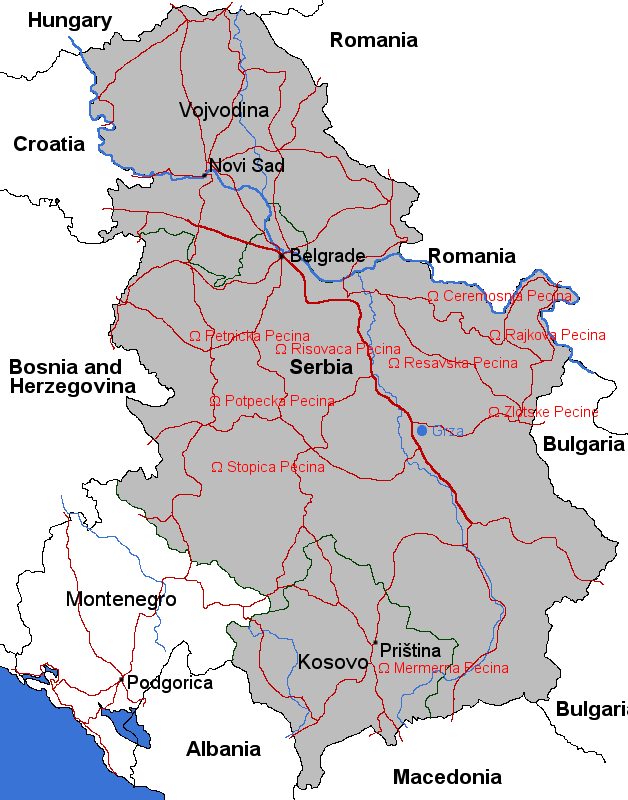 Hungary
Romania
Vojvodina
Croatia
Novi Sad
Belgrade
Romania
Ω Ceremosna Pecina
Ω Petnicka Pecina
Ω Rajkova Pecina
Ω Risovaca Pecina
Ω Resavska Pecina
Serbia
Bosnia and
Herzegovina
Ω Potpecka Pecina
Ω Zlotske Pecine
Grza
Bulgaria
Ω Stopica Pecina
Montenegro
Priština
Kosovo
Ω Mermerna Pecina
Podgorica
Bulgaria
Albania
Macedonia